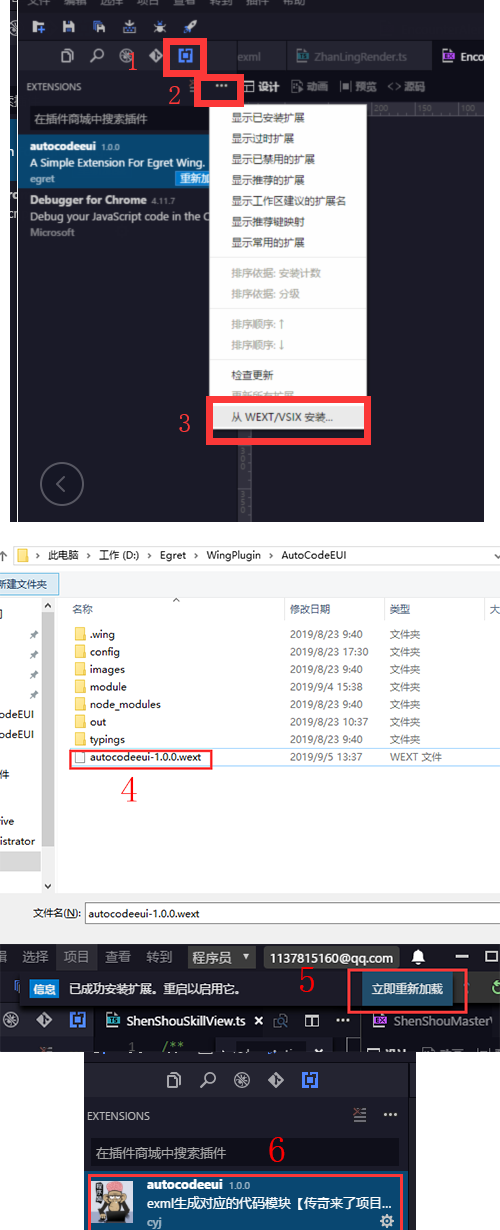 文件 编辑 选择 项目 查看 转到 插件 帮助
1
exml
ZhanLingRender.ts
Enco
2
EXTENSIONS
设计
动画
预览
源码
在插件商城中搜索插件
200
150
100
autocodeeui 1.0.0
A Simple Extension For Egret Wing.
egret
重新加
Debugger for Chrome 4.11.7
Debug your JavaScript code in the C
Microsoft
显示已安装扩展
显示过时扩展
显示已禁用的扩展
显示推荐的扩展
显示工作区建议的扩展名
显示推荐键映射
显示常用的扩展
排序依据: 安装计数
排序依据: 分级
排序顺序: ↑
排序顺序: ↓
检查更新
更新所有扩展
3
从 WEXT/VSIX 安装...
300
350
此电脑 > 工作 (D:) > Egret > WingPlugin > AutoCodeEUI
新建文件夹
名称 修改日期 类型 大
.wing 2019/8/23 9:40 文件夹
config 2019/8/23 17:30 文件夹
images 2019/8/23 9:40 文件夹
module 2019/9/4 15:38 文件夹
node_modules 2019/8/23 9:40 文件夹
out 2019/8/23 10:37 文件夹
typings 2019/8/23 9:40 文件夹
autocodeeui-1.0.0.wext 2019/9/5 13:37 WEXT 文件
odeEUI
odeEUI
件
ive
istrator
4
文件名(N): autocodeeui-1.0.0.wext
辑 选择 项目 查看 转到 程序员 1137815160@qq.com
信息 已成功安装扩展。重启以启用它。 5 立即重新加载
ShenShouSkillView.ts
ShenShouMasterV
1 /**
EXTENSIONS
在插件商城中搜索插件
6
autocodeeui 1.0.0
exml生成对应的代码模块【传奇来了项目...
cyj